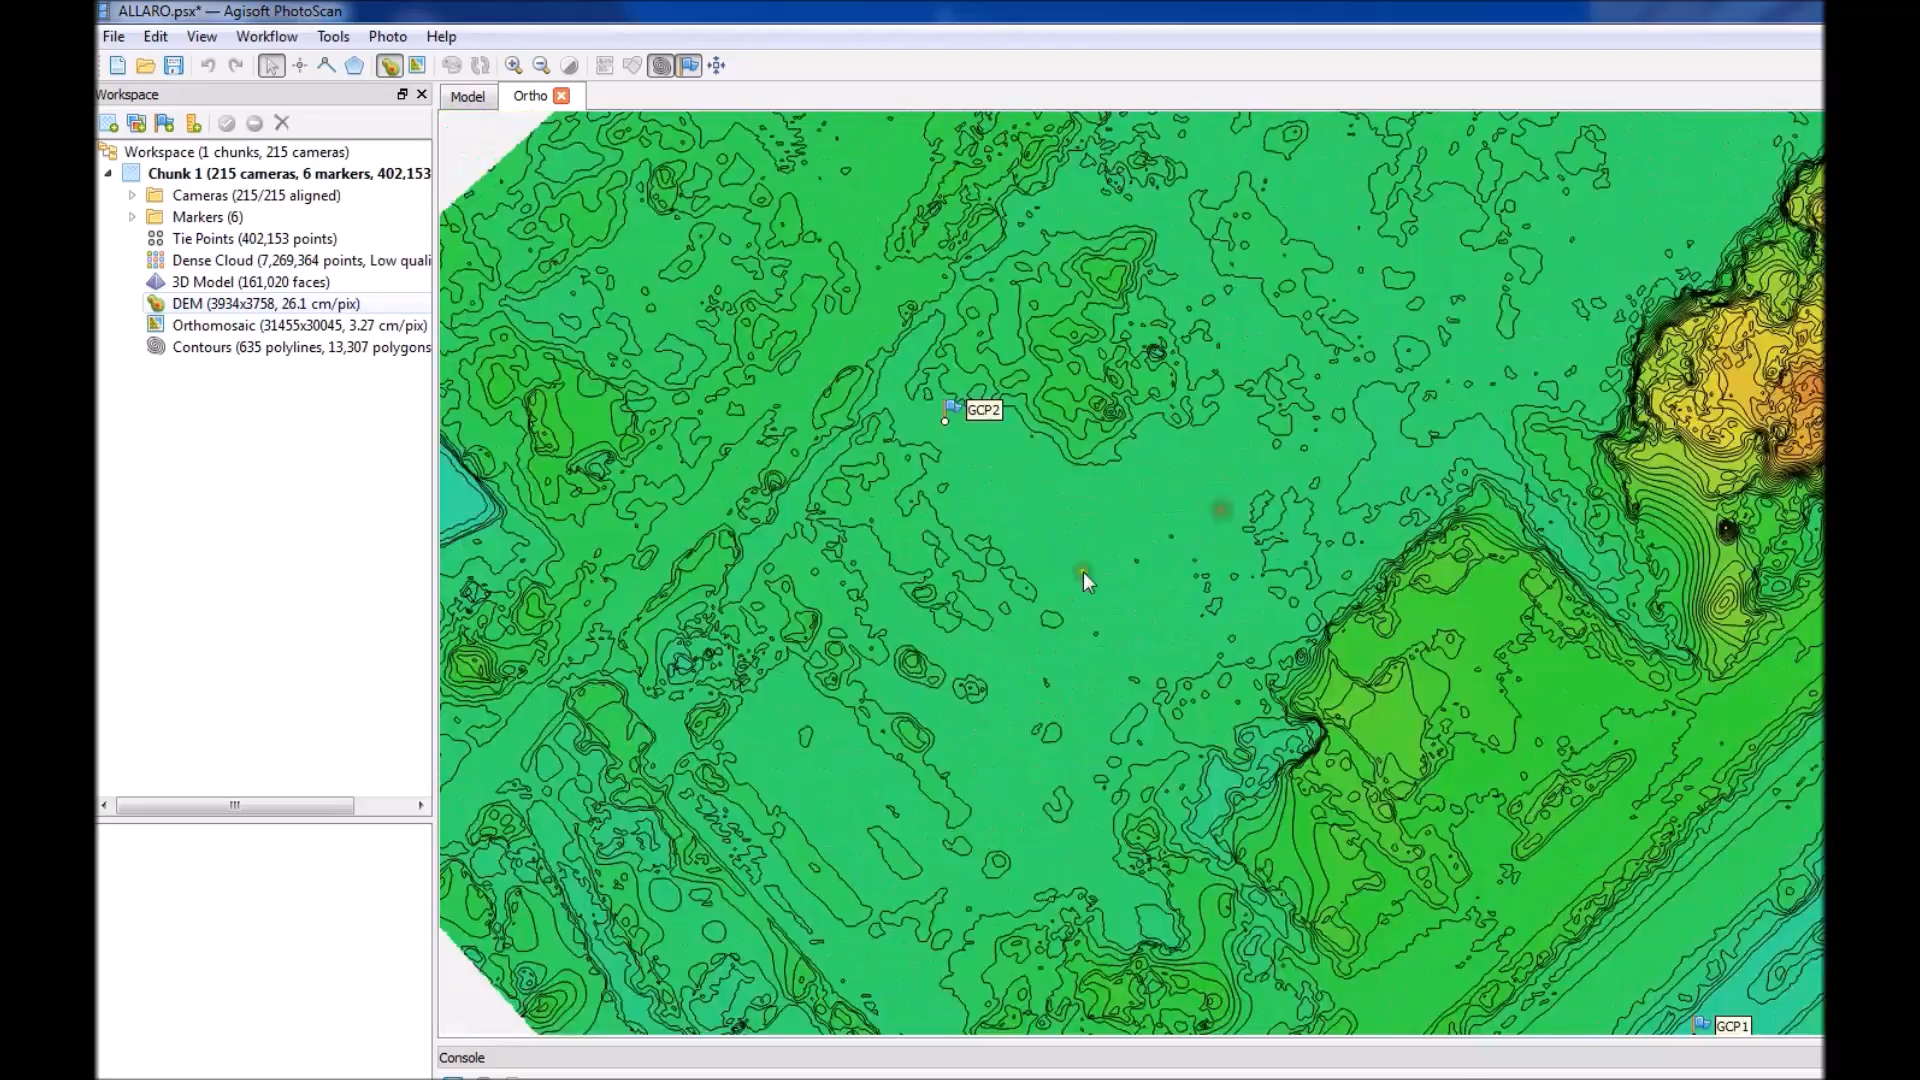 ALLARO.psx* — Agisoft PhotoScan
File Edit View Workflow Tools Photo Help
Workspace
Model Ortho
Workspace (1 chunks, 215 cameras)
Chunk 1 (215 cameras, 6 markers, 402,153
Cameras (215/215 aligned)
Markers (6)
Tie Points (402,153 points)
Dense Cloud (7,269,364 points, Low quali
3D Model (161,020 faces)
DEM (3934x3758, 26.1 cm/pix)
Orthomosaic (31455x30045, 3.27 cm/pix)
Contours (635 polylines, 13,307 polygons
GCP2
GCP1
Console